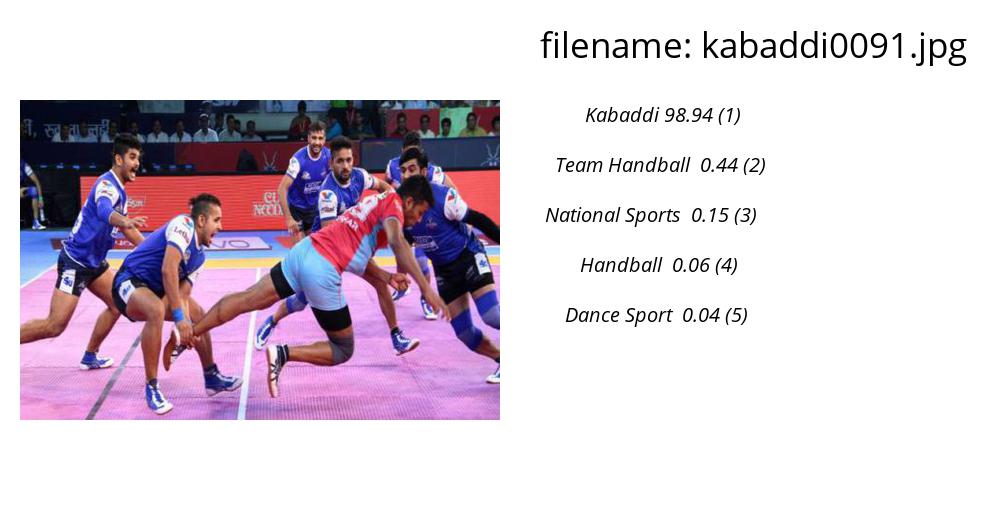 filename: kabaddi0091.jpg
Kabaddi 98.94 (1)
Team Handball 0.44 (2)
National Sports 0.15 (3)
Handball 0.06 (4)
Dance Sport 0.04 (5)